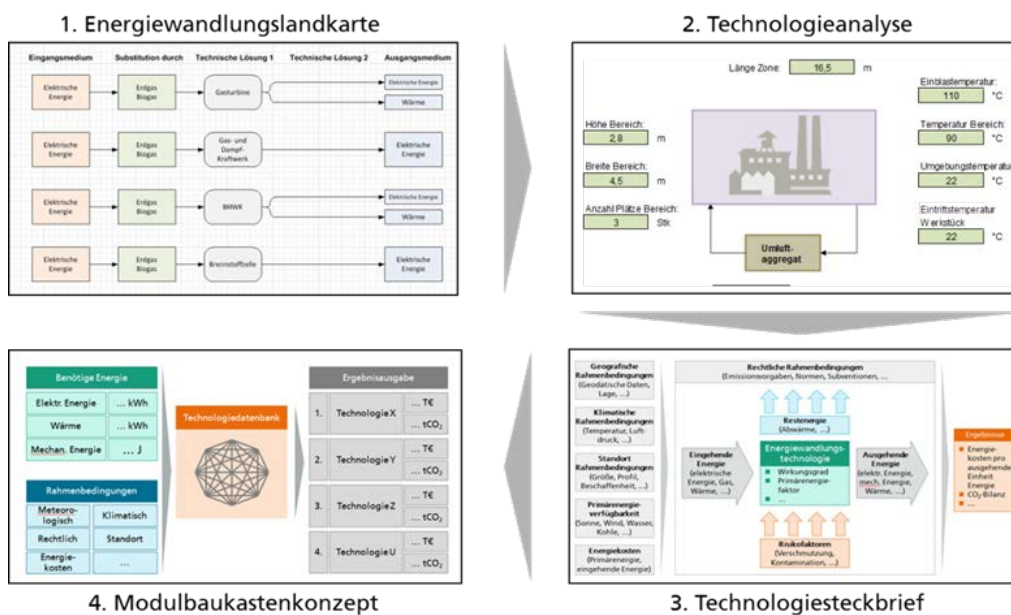 1. Energiewandlungslandkarte
Eingangsmedium Substitution durch Technische Lösung 1 Technische Lösung 2 Ausgangsmedium
Elektrische
Energie
Erdgas
Biogas
Gasturbine
Elektrische Energie
Wärme
Elektrische
Energie
Erdgas
Biogas
Gas- und
Dampf-
Kraftwerk
Elektrische
Energie
Elektrische
Energie
Erdgas
Biogas
BHWK
Elektrische Energie
Wärme
Elektrische
Energie
Erdgas
Biogas
Brennstoffzelle
Elektrische
Energie
2. Technologieanalyse
Länge Zone: 16,5 m
Höhe Bereich:
2,8 m
Breite Bereich:
4,5 m
Anzahl Plätze Bereich:
3 Stk
Einblastemperatur:
110 °C
Temperatur Bereich:
90 °C
Umgebungstemperatur
22 °C
Eintrittstemperatur
Werkstück
22 °C
Umluft-
aggregat
Benötige Energie
Elektr. Energie ... kWh
Wärme ... kWh
Mechan. Energie ... J
Rahmenbedingungen
Meteoro-
logisch
Klimatisch
Rechtlich
Standort
Energie-
kosten
...
Technologiedatenbank
Ergebnisausgabe
1. Technologie X ... T€
... tCO₂
2. Technologie Y ... T€
... tCO₂
3. Technologie Z ... T€
... tCO₂
4. Technologie U ... T€
... tCO₂
4. Modulbaukastenkonzept
Geografische
Rahmenbedingungen
(Geodätische Daten,
Lage, ...)
Klimatische
Rahmenbedingungen
(Temperatur, Luft-
druck, ...)
Standort
Rahmenbedingungen
(Größe, Profil,
Beschaffenheit, ...)
Primärenergie-
verfügbarkeit
(Sonne, Wind, Wasser,
Kohle, ...)
Energiekosten
(Primärenergie,
eingehende Energie)
Rechtliche Rahmenbedingungen
(Emissionsvorgaben, Normen, Subventionen, ...
Restenergie
(Abwärme, ...)
Eingehende
Energie
(elektrische
Energie, Gas,
Wärme, ...)
Energiewandlungs-
technologie
Wirkungsgrad
Primärenergie-
faktor
...
Ausgehende
Energie
(elektr. Energie,
mech. Energie,
Wärme, ...)
Risikofaktoren
(Verschmutzung,
Kontamination, ...)
Ergebnisse
Energie-
kosten pro
ausgehende
Einheit
Energie
CO₂-Bilanz
...
3. Technologiesteckbrief